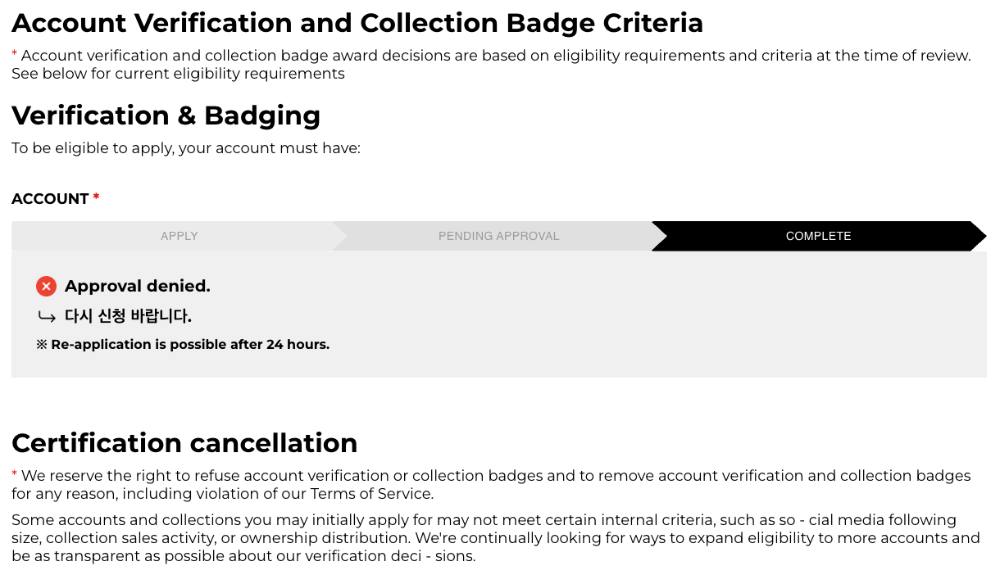 Account Verification and Collection Badge Criteria
* Account verification and collection badge award decisions are based on eligibility requirements and criteria at the time of review.
See below for current eligibility requirements
Verification & Badging
To be eligible to apply, your account must have:
ACCOUNT *
APPLY
PENDING APPROVAL
COMPLETE
Approval denied.
다시 신청 바랍니다.
※ Re-application is possible after 24 hours.
Certification cancellation
* We reserve the right to refuse account verification or collection badges and to remove account verification and collection badges
for any reason, including violation of our Terms of Service.
Some accounts and collections you may initially apply for may not meet certain internal criteria, such as so - cial media following
size, collection sales activity, or ownership distribution. We're continually looking for ways to expand eligibility to more accounts and
be as transparent as possible about our verification deci - sions.